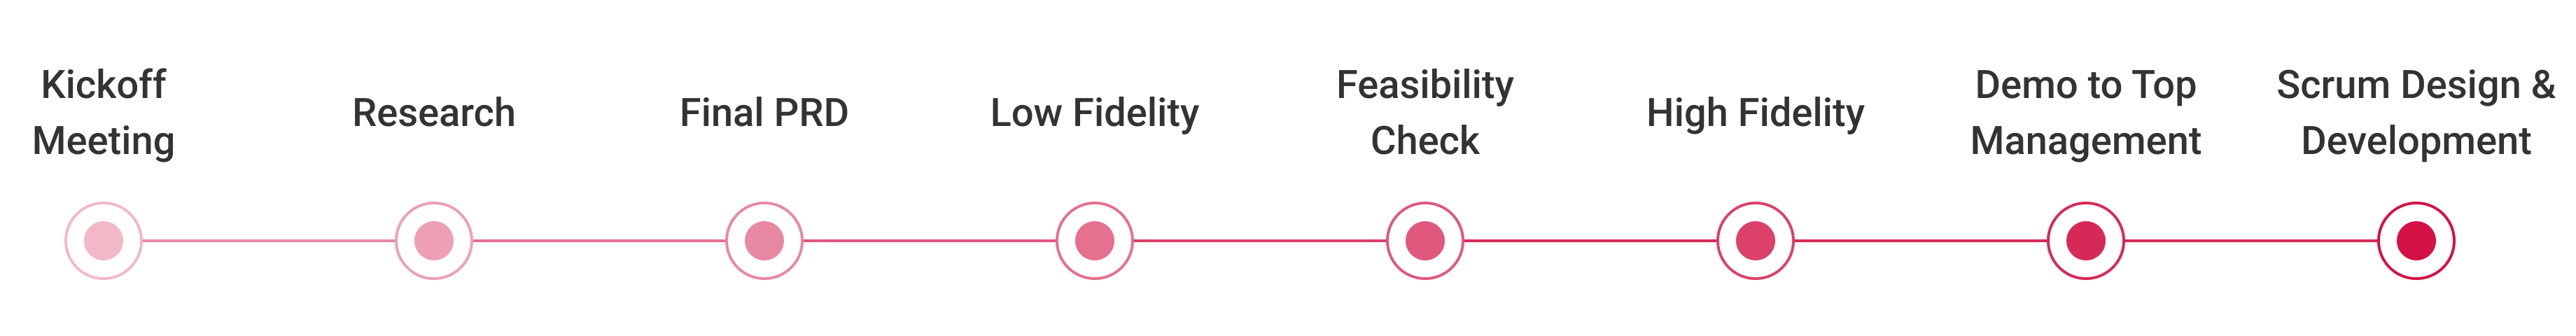 Kickoff
Meeting
Research
Final PRD
Low Fidelity
Feasibility
Check
High Fidelity
Demo to Top
Management
Scrum Design &
Development